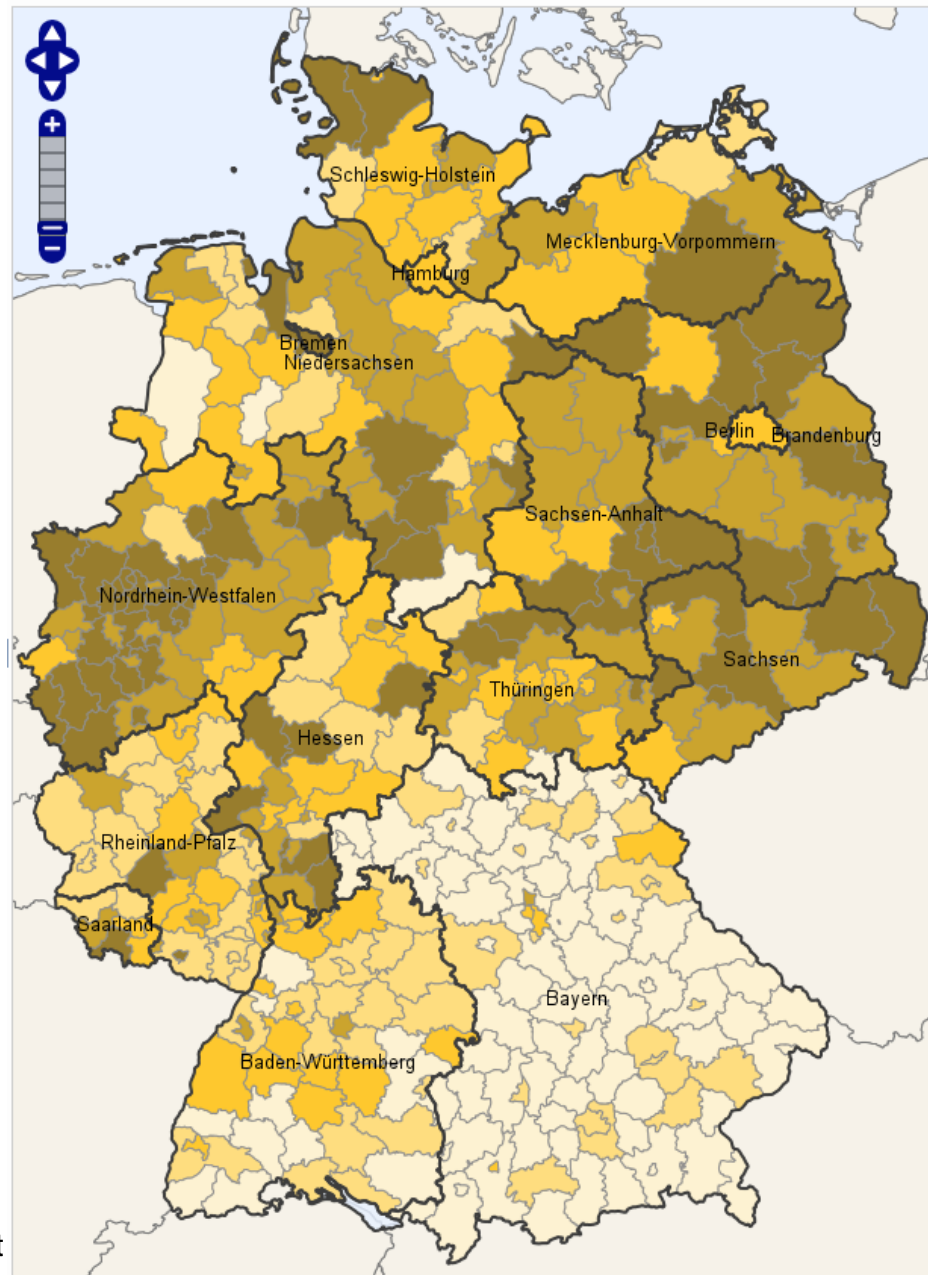 Schleswig-Holstein
Mecklenburg-Vorpommern
Hamburg
Bremen
Niedersachsen
Berlin
Brandenburg
Sachsen-Anhalt
Nordrhein-Westfalen
Sachsen
Thüringen
Hessen
Rheinland-Pfalz
Saarland
Bayern
Baden-Württemberg
t